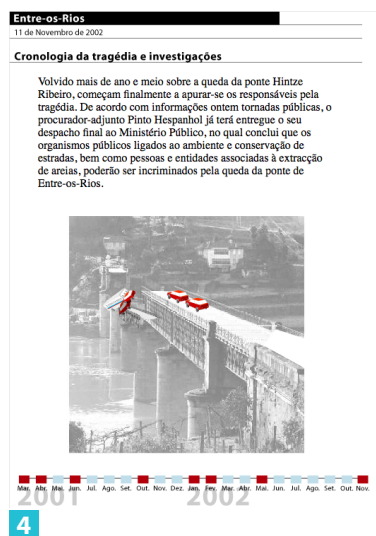 Entre-os-Rios
11 de Novembro de 2002
Cronologia da tragédia e investigações
Volvido mais de ano e meio sobre a queda da ponte Hintze
Ribeiro, começam finalmente a apurar-se os responsáveis pela
tragédia. De acordo com informações ontem tornadas públicas, o
procurador-adjunto Pinto Hespanhol já terá entregue o seu
despacho final ao Ministério Público, no qual conclui que os
organismos públicos ligados ao ambiente e conservação de
estradas, bem como pessoas e entidades associadas à extracção
de areias, poderão ser incriminados pela queda da ponte de
Entre-os-Rios.
Mar. Abr. Mai. Jun. Jul. Ago. Set. Out. Nov. Dez. Jan. Fev. Mar. Abr. Mai. Jun. Jul. Ago. Set. Out. Nov.
2001 2002
4